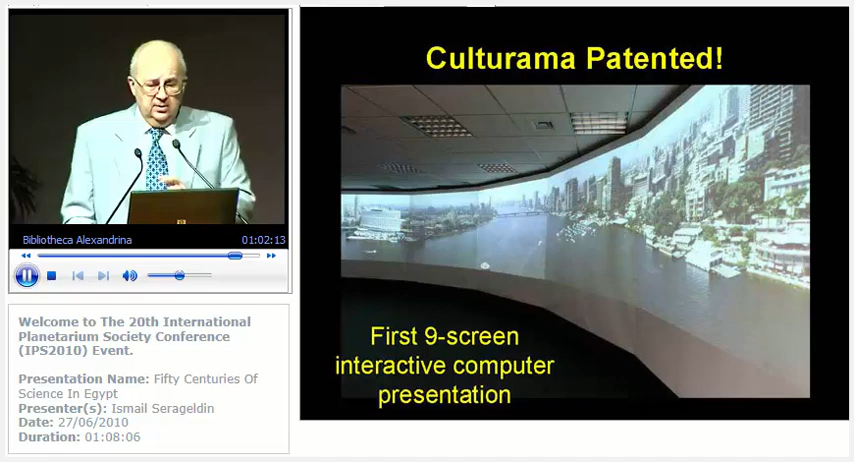 Culturama Patented!
First 9-screen
interactive computer
presentation
Bibliotheca Alexandrina 01:02:13
Welcome to The 20th International
Planetarium Society Conference
(IPS2010) Event.
Presentation Name: Fifty Centuries Of
Science In Egypt
Presenter(s): Ismail Serageldin
Date: 27/06/2010
Duration: 01:08:06